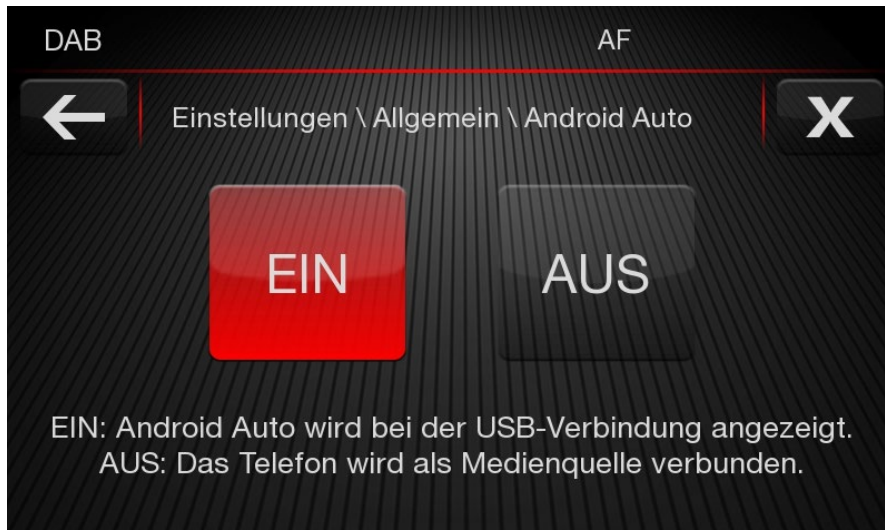 DAB AF
Einstellungen \ Allgemein \ Android Auto
X
EIN AUS
EIN: Android Auto wird bei der USB-Verbindung angezeigt.
AUS: Das Telefon wird als Medienquelle verbunden.